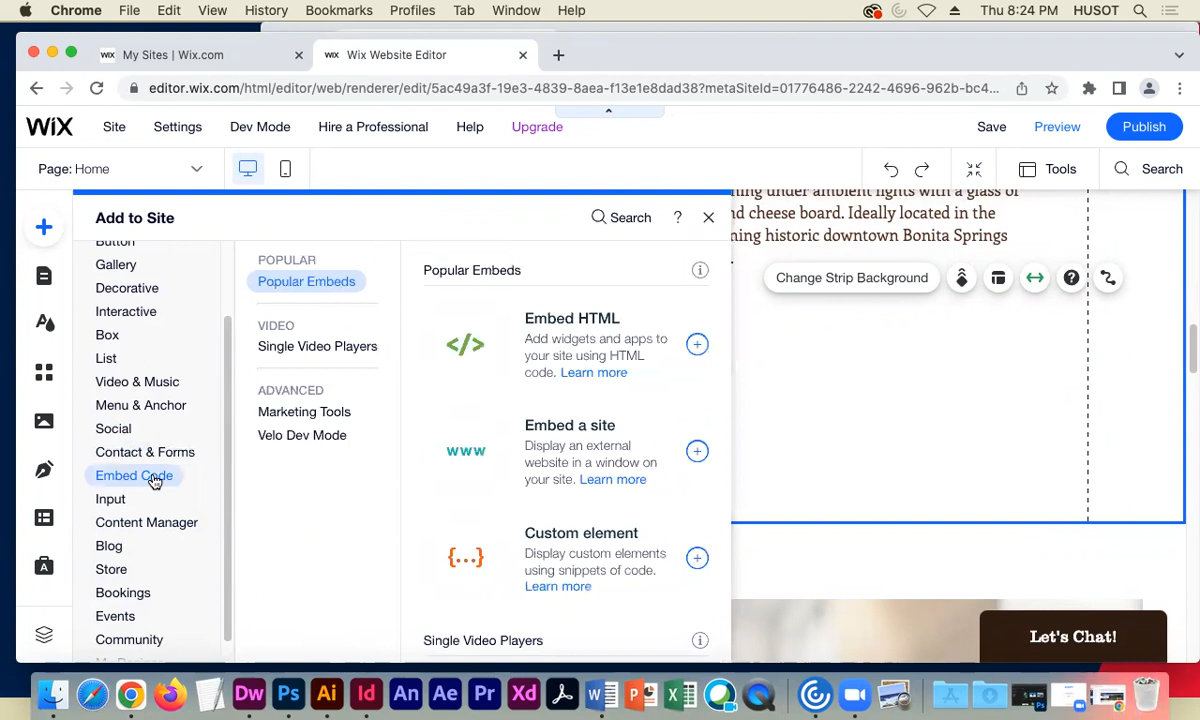 Chrome File Edit View History Bookmarks Profiles Tab Window Help Thu 8:24 PM HUSOT
WIX My Sites | Wix.com
WIX Wix Website Editor
editor.wix.com/html/editor/web/renderer/edit/5ac49a3f-19e3-4839-8aea-f13e1e8dad38?metaSiteId=01776486-2242-4696-962b-bc4...
WIX Site Settings Dev Mode Hire a Professional Help Upgrade Save Preview Publish
Page: Home Tools Search
Add to Site Search ?
Button
Gallery
Decorative
Interactive
Box
List
Video & Music
Menu & Anchor
Social
Contact & Forms
Embed Code
Input
Content Manager
Blog
Store
Bookings
Events
Community
POPULAR
Popular Embeds
VIDEO
Single Video Players
ADVANCED
Marketing Tools
Velo Dev Mode
Popular Embeds
</>
Embed HTML
Add widgets and apps to
your site using HTML
code. Learn more
www
Embed a site
Display an external
website in a window on
your site. Learn more
{...}
Custom element
Display custom elements
using snippets of code.
Learn more
Single Video Players
ning under ambient lights with a glass of
nd cheese board. Ideally located in the
ning historic downtown Bonita Springs
.
Change Strip Background ?
Let's Chat!
Dw Ps Ai Id An Ae Pr Xd W P X